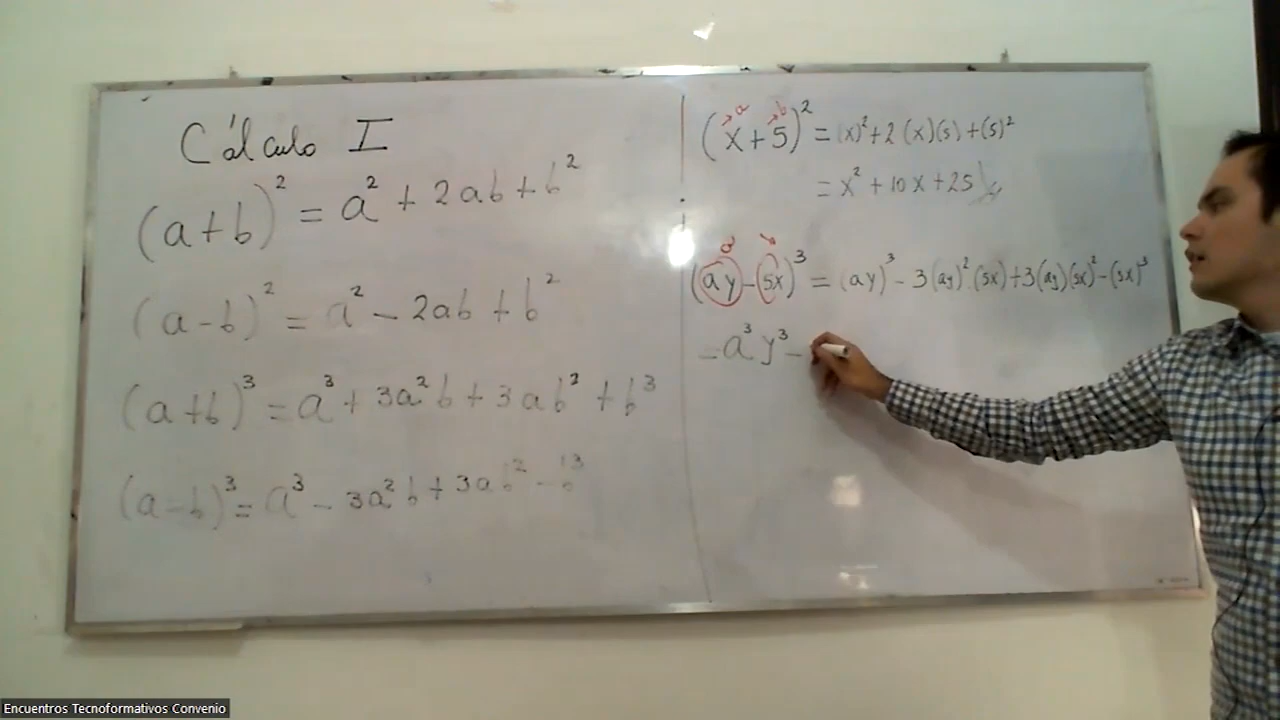 Cálculo I
(a+b)² = a² + 2ab + b²
(a-b)² = a² - 2ab + b²
(a+b)³ = a³ + 3a²b + 3ab² + b³
(a-b)³ = a³ - 3a²b + 3ab² - b³
a b
(x+5)² = (x)² + 2(x)(5) + (5)²
= x² + 10x + 25
a
(ay-5x)³ = (ay)³ - 3(ay)²·(5x) + 3(ay)(5x)² - (5x)³
= a³y³ -
Encuentros Tecnoformativos Convenio